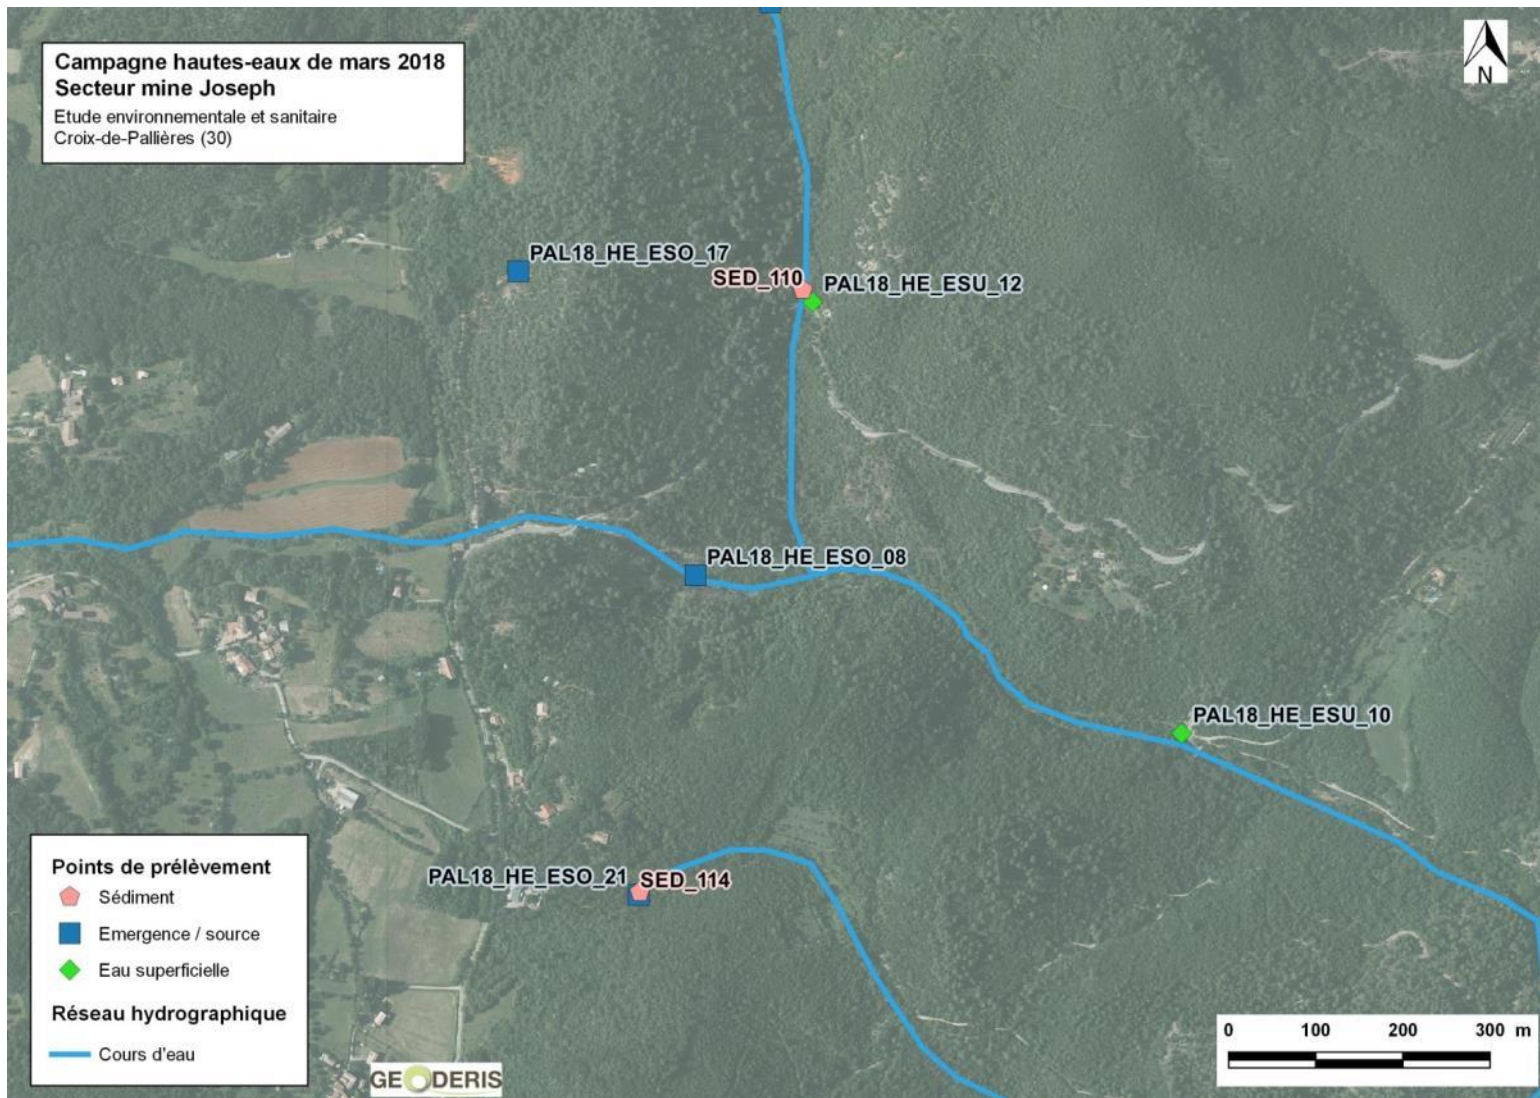 Campagne hautes-eaux de mars 2018
Secteur mine Joseph
Etude environnementale et sanitaire
Croix-de-Pallières (30)
N
PAL18_HE_ESO_17
SED_110
PAL18_HE_ESU_12
PAL18_HE_ESO_08
PAL18_HE_ESU_10
PAL18_HE_ESO_21
SED_114
Points de prélèvement
Sédiment
Emergence / source
Eau superficielle
Réseau hydrographique
Cours d'eau
GEODERIS
0 100 200 300 m